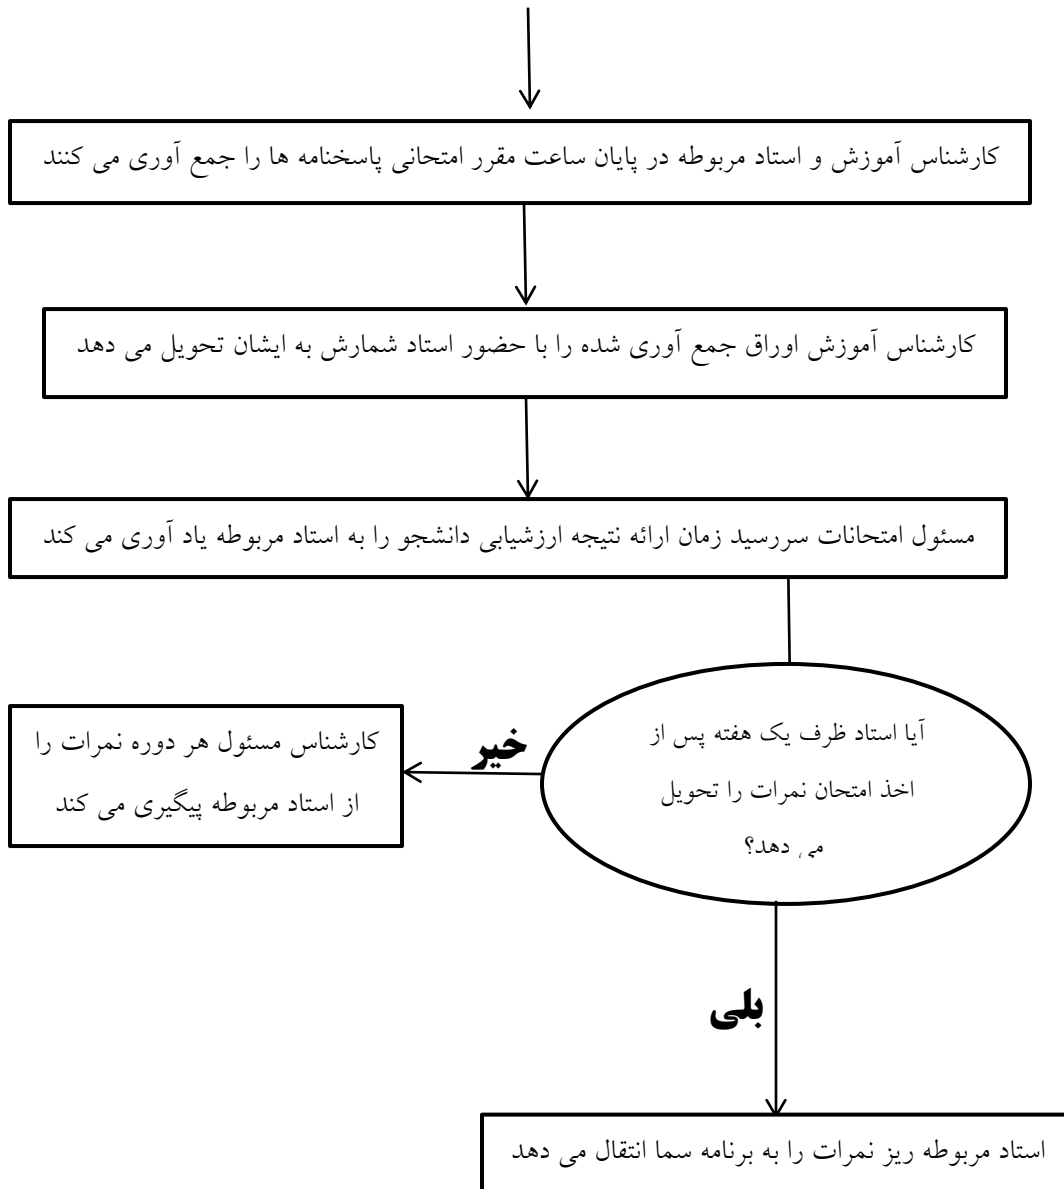 کارشناس آموزش و استاد مربوطه در پایان ساعت مقرر امتحانی پاسخنامه ها را جمع آوری می کنند
کارشناس آموزش اوراق جمع آوری شده را با حضور استاد شمارش به ایشان تحویل می دهد
مسئول امتحانات سررسید زمان ارائه نتیجه ارزشیابی دانشجو را به استاد مربوطه یاد آوری می کند
آیا استاد ظرف یک هفته پس از
اخذ امتحان نمرات را تحویل
می دهد؟
خیر
کارشناس مسئول هر دوره نمرات را
از استاد مربوطه پیگیری می کند
بلی
استاد مربوطه ریز نمرات را به برنامه سما انتقال می دهد